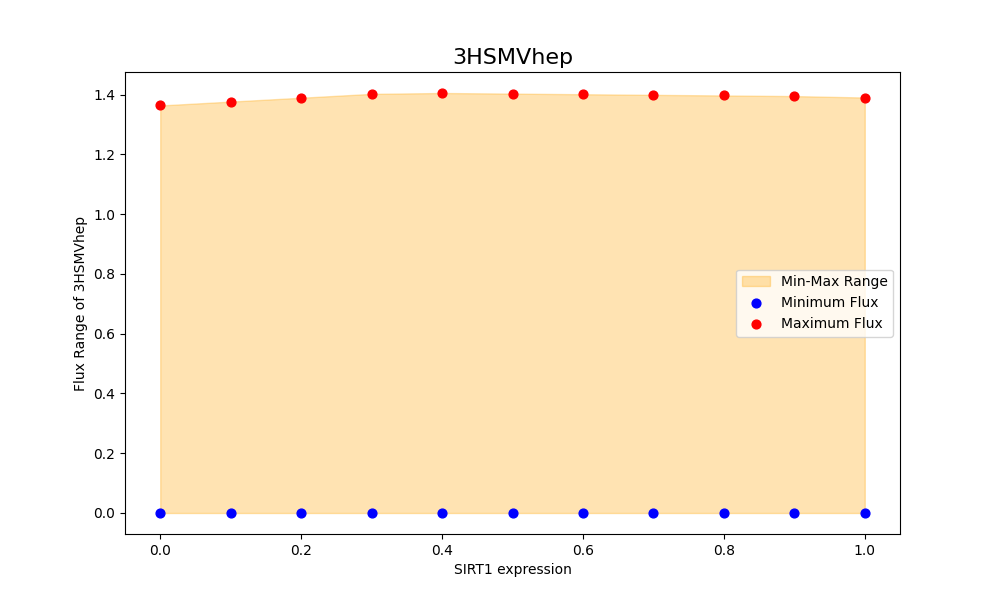 3HSMVhep
Flux Range of 3HSMVhep
1.4
1.2
1.0
0.8
0.6
0.4
0.2
0.0
Min-Max Range
Minimum Flux
Maximum Flux
0.0 0.2 0.4 0.6 0.8 1.0
SIRT1 expression